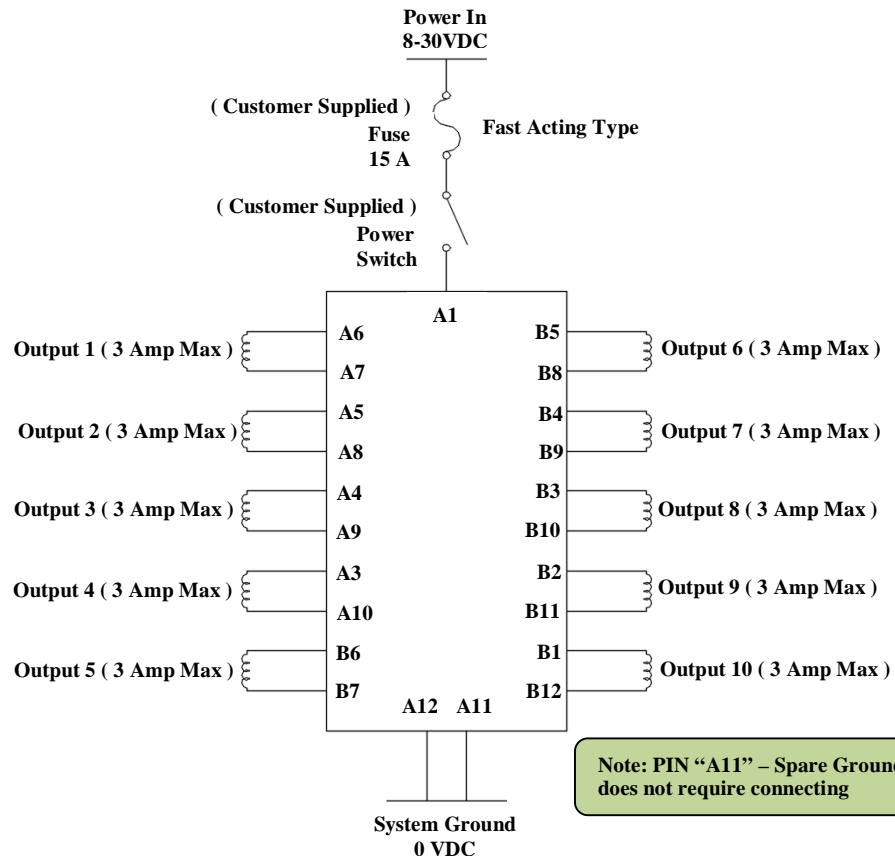 Power In
8-30VDC
( Customer Supplied )
Fuse
15 A
Fast Acting Type
( Customer Supplied )
Power
Switch
A1
Output 1 ( 3 Amp Max )
A6
A7
Output 2 ( 3 Amp Max )
A5
A8
Output 3 ( 3 Amp Max )
A4
A9
Output 4 ( 3 Amp Max )
A3
A10
Output 5 ( 3 Amp Max )
B6
B7
B5
B8
Output 6 ( 3 Amp Max )
B4
B9
Output 7 ( 3 Amp Max )
B3
B10
Output 8 ( 3 Amp Max )
B2
B11
Output 9 ( 3 Amp Max )
B1
B12
Output 10 ( 3 Amp Max )
A12 A11
Note: PIN “A11” – Spare Ground
does not require connecting
System Ground
0 VDC